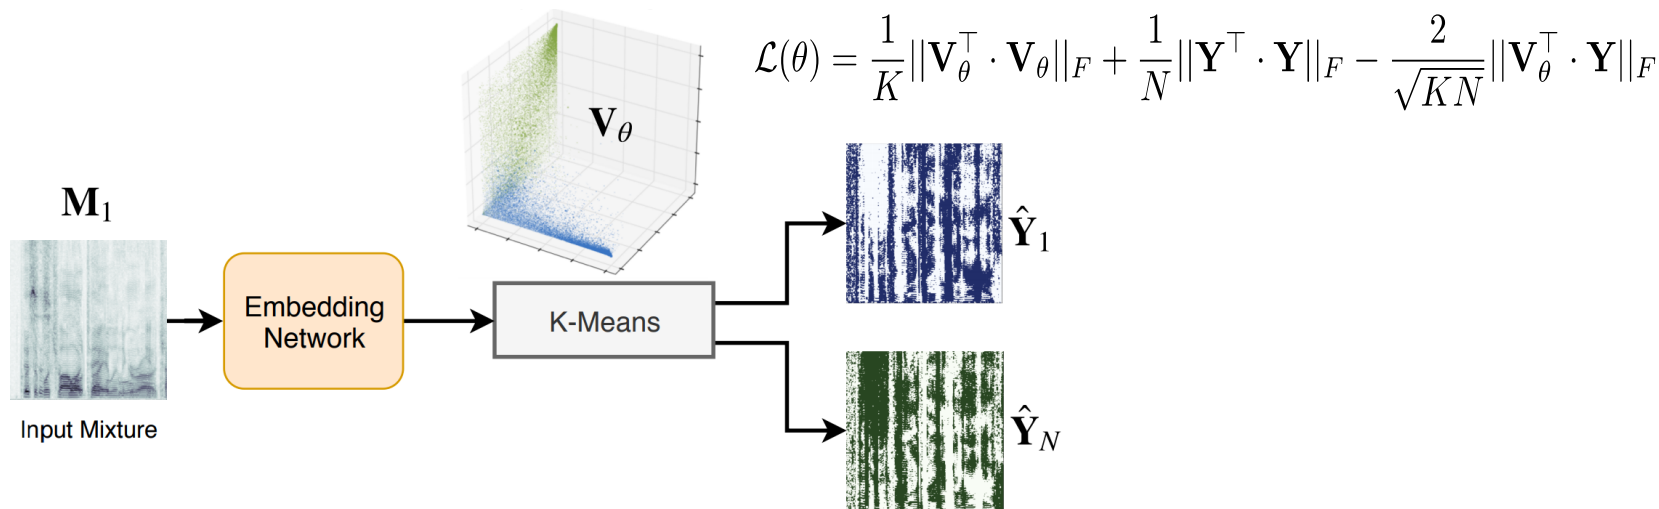 𝓛(θ) = 1/K ||V_θ^⊤ · V_θ||_F + 1/N ||Y^⊤ · Y||_F − 2/√(KN) ||V_θ^⊤ · Y||_F
V_θ
M_1
Ŷ_1
Embedding
Network
K-Means
Input Mixture
Ŷ_N